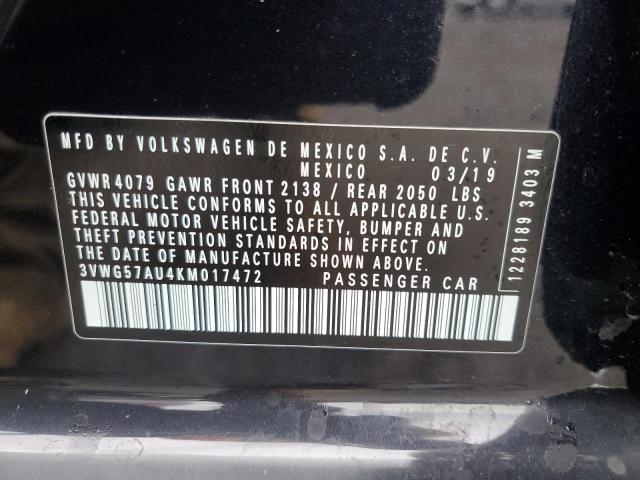 MFD BY VOLKSWAGEN DE MEXICO S.A. DE C.V.
MEXICO 03/19
GVWR 4079 GAWR FRONT 2138 / REAR 2050 LBS
THIS VEHICLE CONFORMS TO ALL APPLICABLE U.S.
FEDERAL MOTOR VEHICLE SAFETY, BUMPER AND
THEFT PREVENTION STANDARDS IN EFFECT ON
THE DATE OF MANUFACTURE SHOWN ABOVE.
3VWG57AU4KM017472 PASSENGER CAR
1228189 3403 M